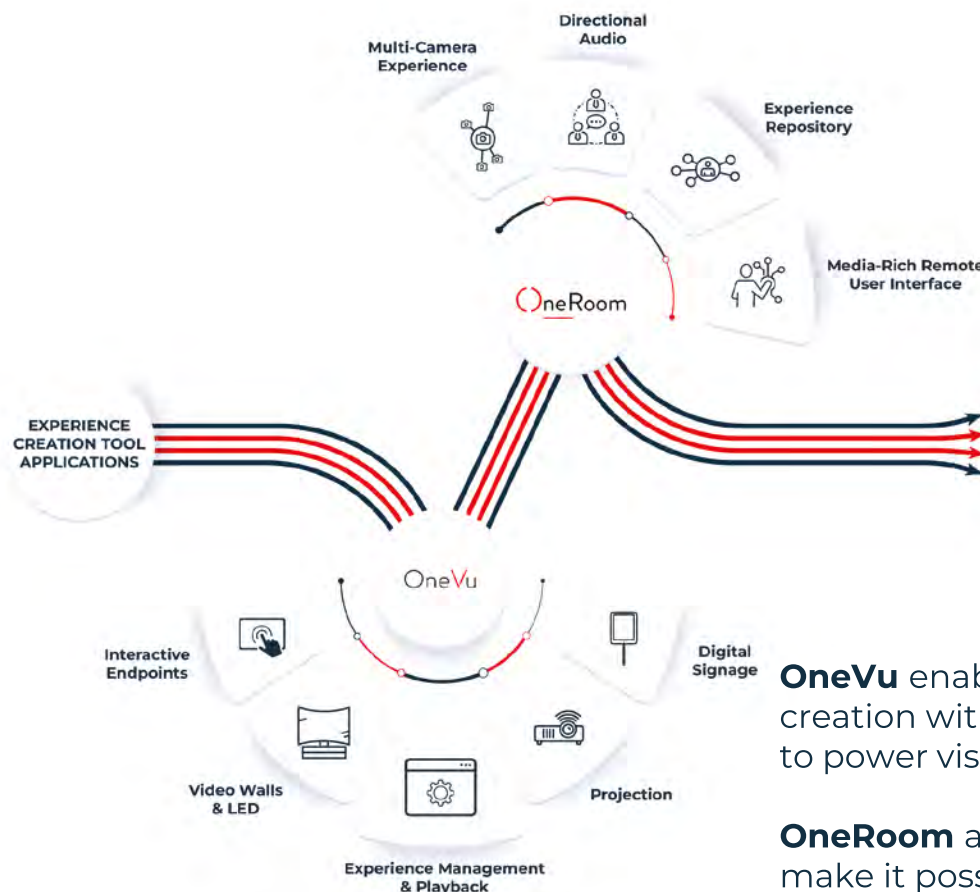 Directional
Audio
Multi-Camera
Experience
Experience
Repository
Media-Rich Remote
User Interface
OneRoom
EXPERIENCE
CREATION TOOL
APPLICATIONS
OneVu
Interactive
Endpoints
Digital
Signage
Video Walls
& LED
Projection
Experience Management
& Playback
OneVu enab
creation wit
to power vis
OneRoom a
make it poss